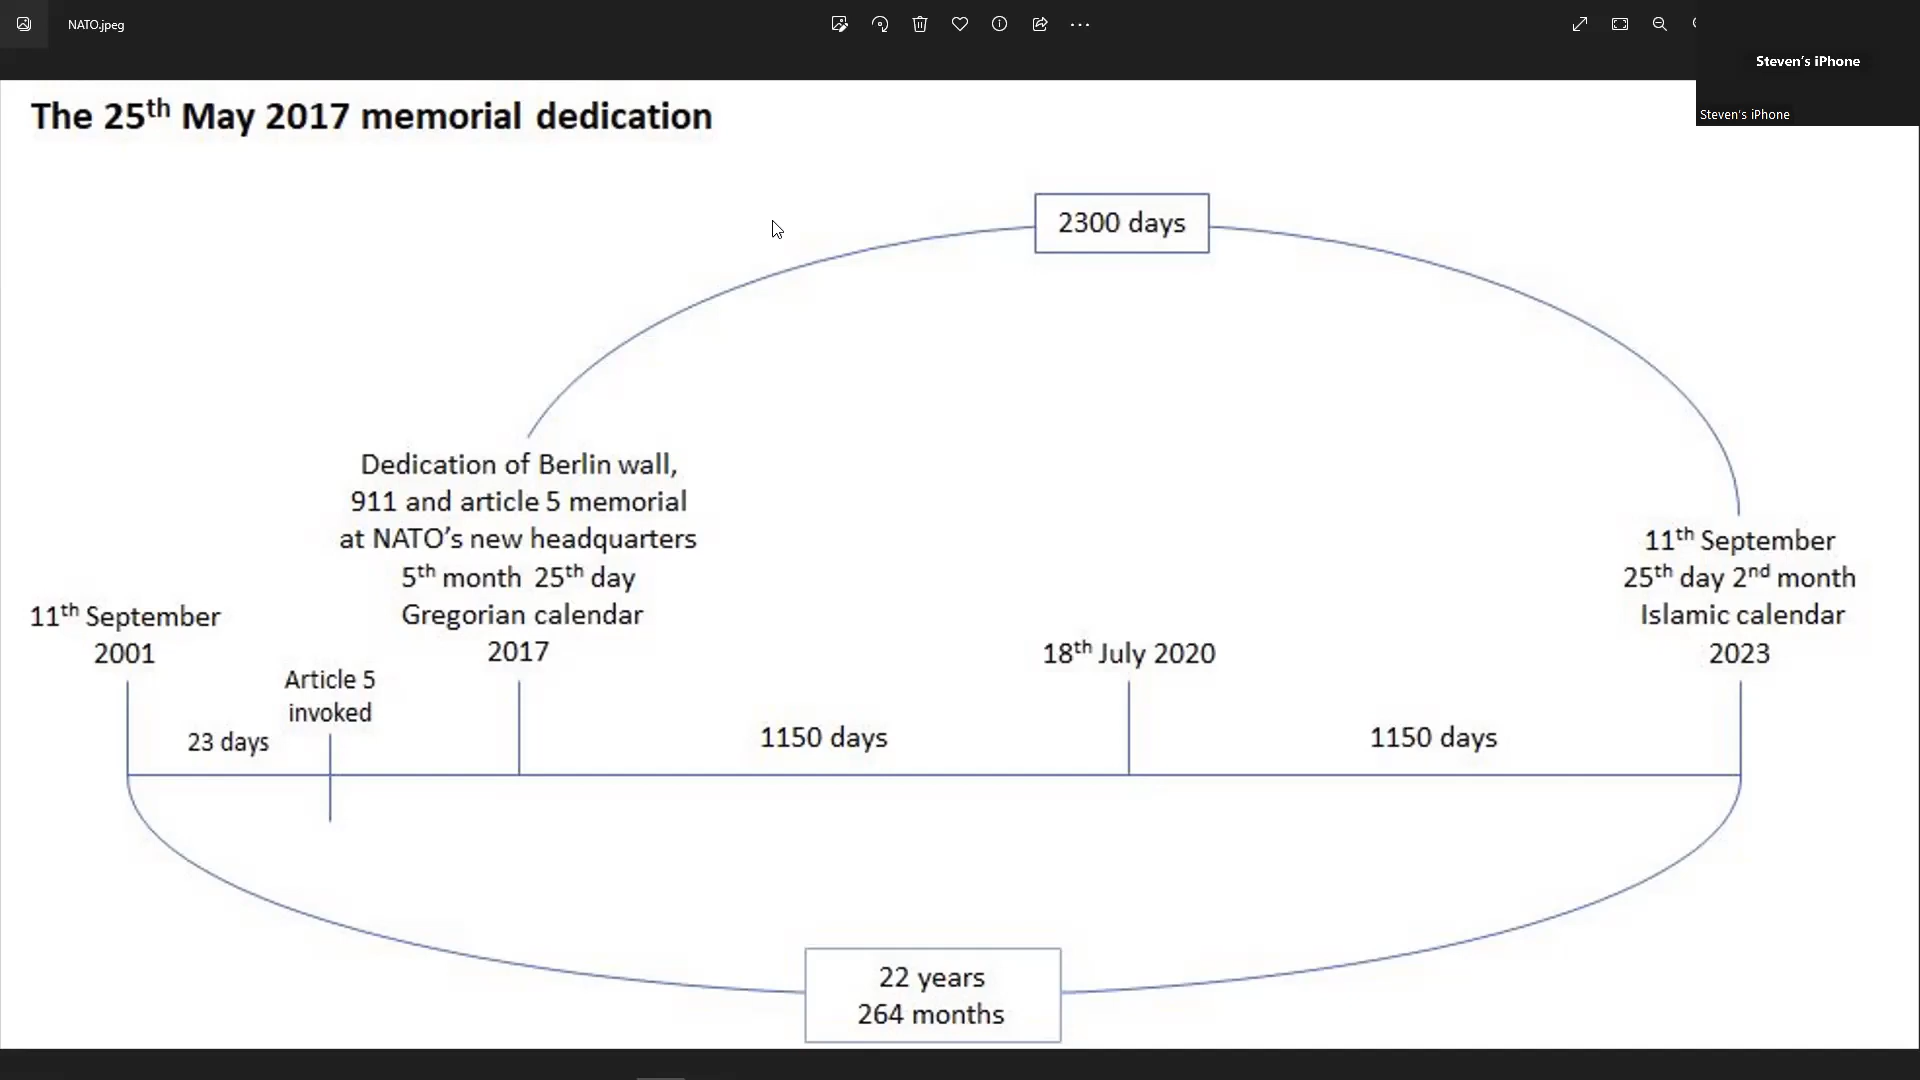 NATO.jpeg
Steven's iPhone
Steven's iPhone
The 25th May 2017 memorial dedication
2300 days
Dedication of Berlin wall,
911 and article 5 memorial
at NATO's new headquarters
5th month 25th day
Gregorian calendar
2017
11th September
2001
Article 5
invoked
23 days
18th July 2020
1150 days
1150 days
11th September
25th day 2nd month
Islamic calendar
2023
22 years
264 months